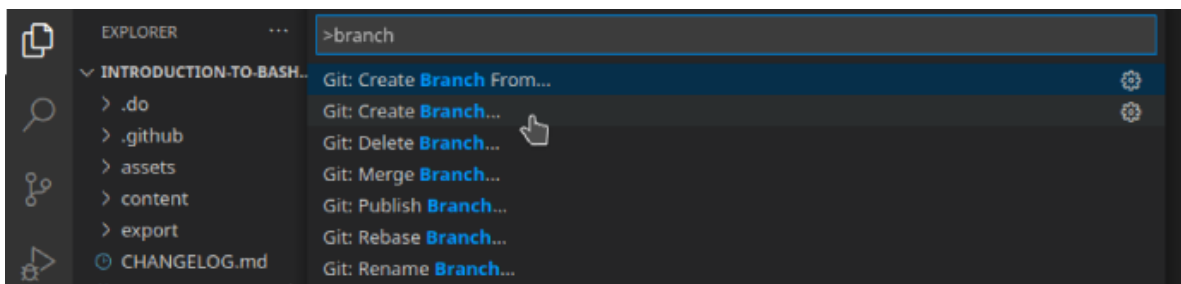 EXPLORER ...
INTRODUCTION-TO-BASH..
.do
.github
assets
content
export
CHANGELOG.md
>branch
Git: Create Branch From...
Git: Create Branch...
Git: Delete Branch...
Git: Merge Branch...
Git: Publish Branch...
Git: Rebase Branch...
Git: Rename Branch...